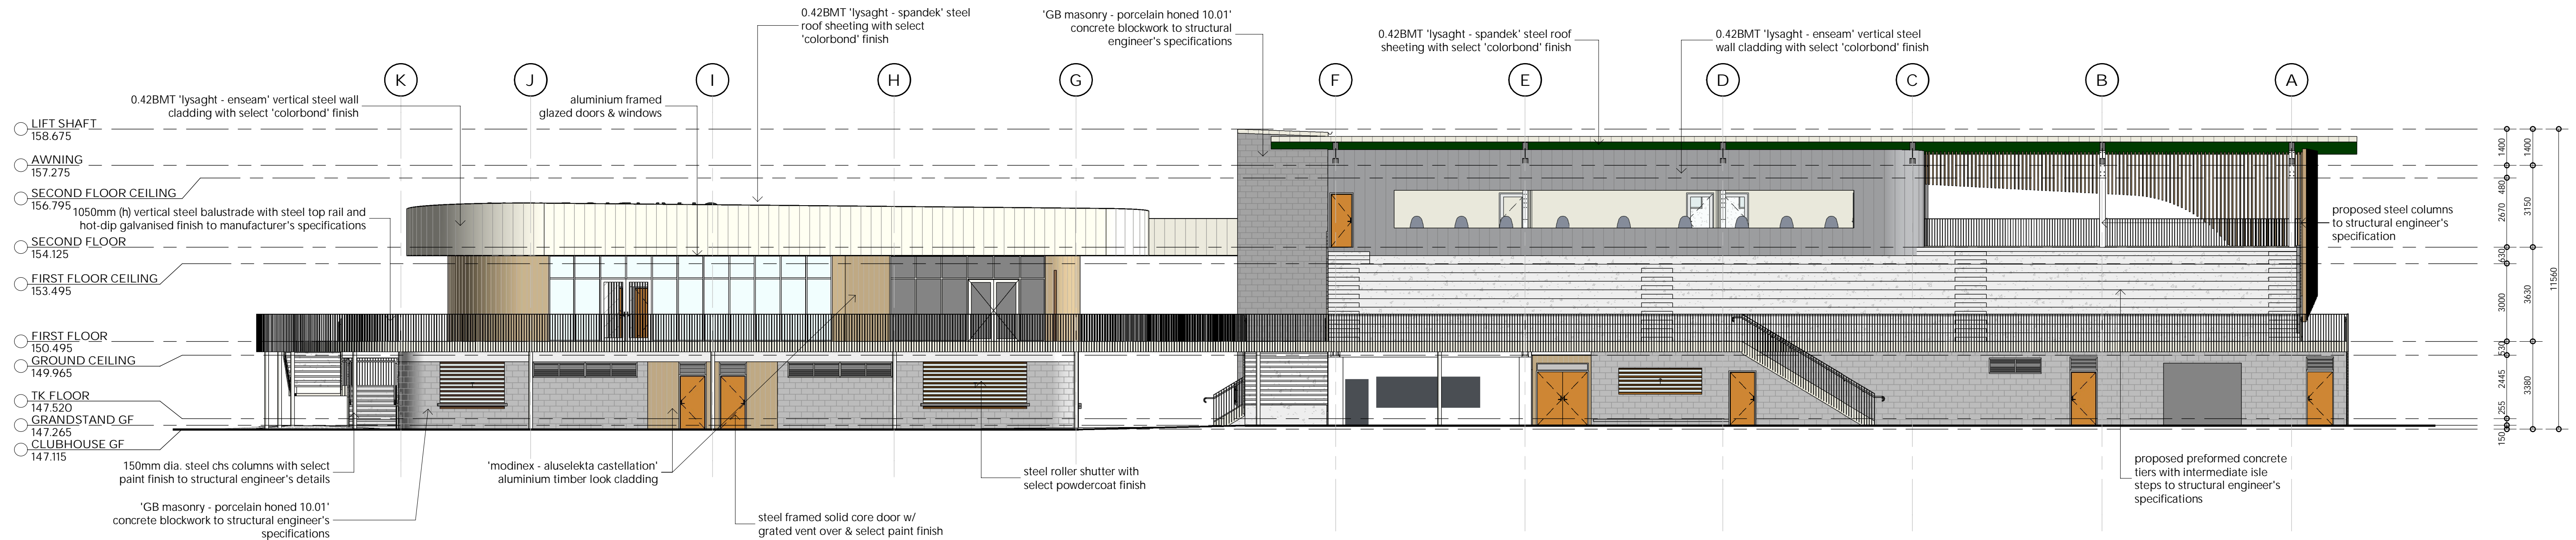 0.42BMT 'lysaght - spandek' steel
roof sheeting with select
'colorbond' finish
'GB masonry - porcelain honed 10.01'
concrete blockwork to structural
engineer's specifications
0.42BMT 'lysaght - spandek' steel roof
sheeting with select 'colorbond' finish
0.42BMT 'lysaght - enseam' vertical steel
wall cladding with select 'colorbond' finish
K
J
I
H
G
F
E
D
C
B
A
0.42BMT 'lysaght - enseam' vertical steel wall
cladding with select 'colorbond' finish
aluminium framed
glazed doors & windows
LIFT SHAFT
158.675
AWNING
157.275
SECOND FLOOR CEILING
156.795
1050mm (h) vertical steel balustrade with steel top rail and
hot-dip galvanised finish to manufacturer's specifications
SECOND FLOOR
154.125
FIRST FLOOR CEILING
153.495
FIRST FLOOR
150.495
GROUND CEILING
149.965
TK FLOOR
147.520
GRANDSTAND GF
147.265
CLUBHOUSE GF
147.115
proposed steel columns
to structural engineer's
specification
1400
480
2670
630
3000
530
2445
255
150
1400
3150
3630
3380
11560
150mm dia. steel chs columns with select
paint finish to structural engineer's details
'GB masonry - porcelain honed 10.01'
concrete blockwork to structural engineer's
specifications
'modinex - aluselekta castellation'
aluminium timber look cladding
steel framed solid core door w/
grated vent over & select paint finish
steel roller shutter with
select powdercoat finish
proposed preformed concrete
tiers with intermediate isle
steps to structural engineer's
specifications